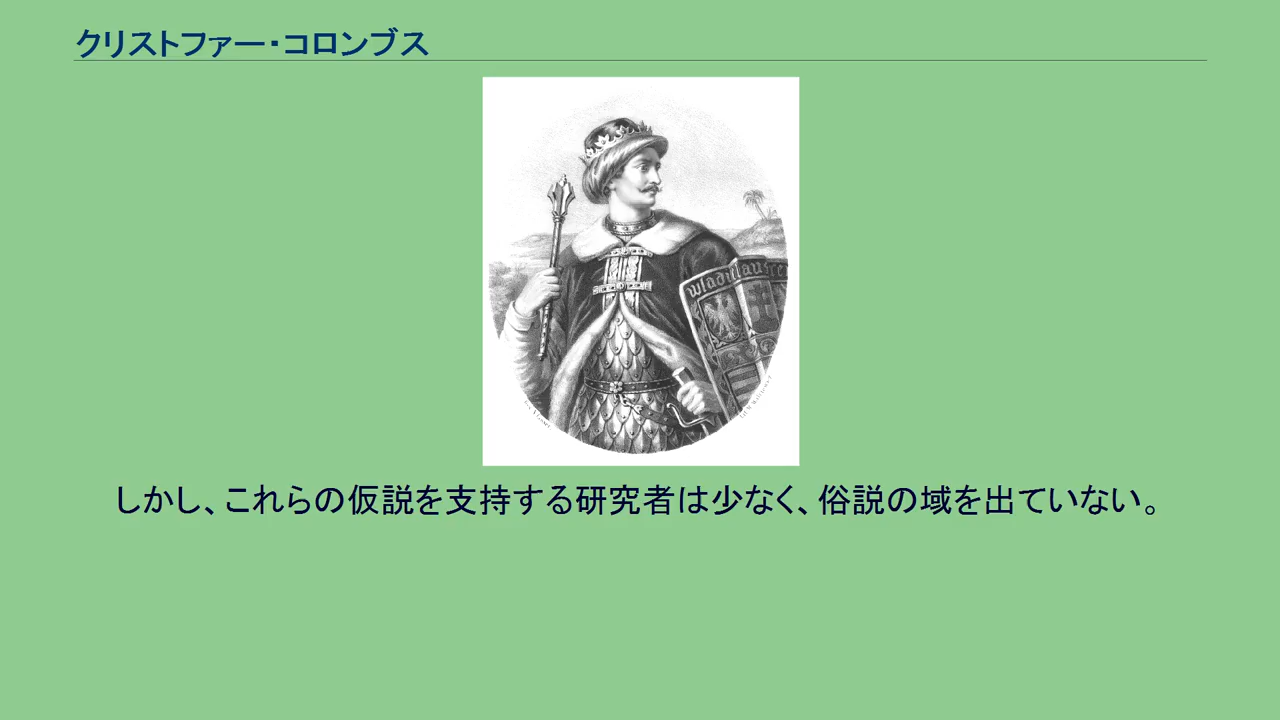 クリストファー・コロンブス
しかし、これらの仮説を支持する研究者は少なく、俗説の域を出ていない。